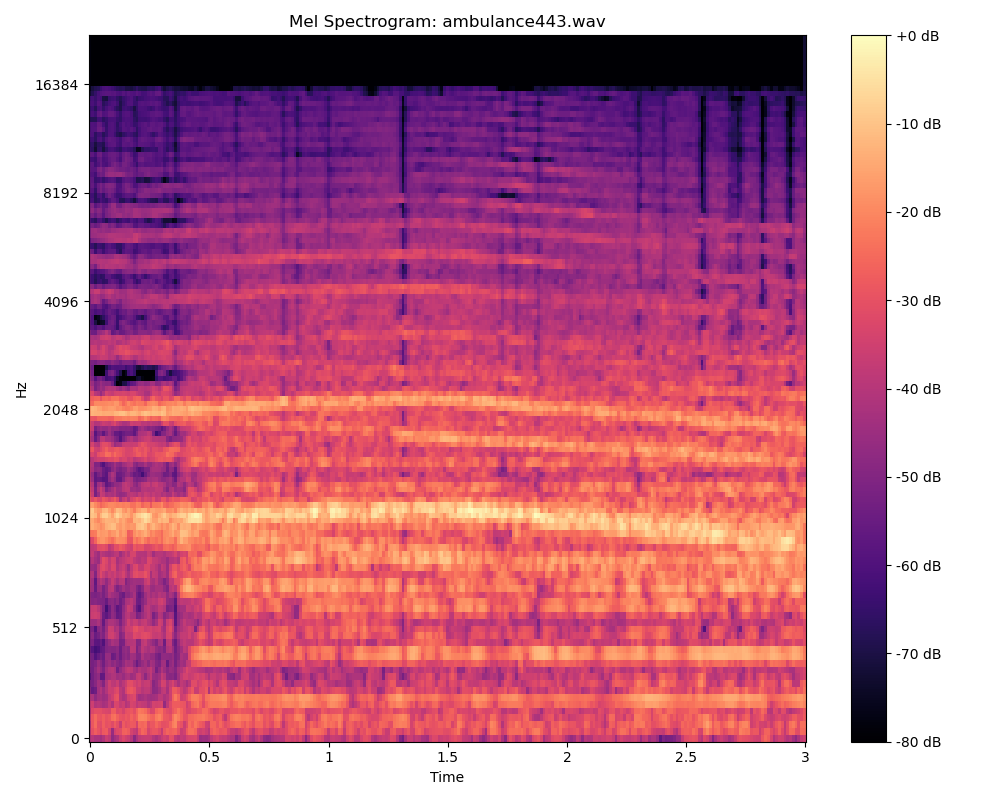 Mel Spectrogram: ambulance443.wav
+0 dB
16384
-10 dB
8192
-20 dB
4096
-30 dB
Hz
2048
-40 dB
-50 dB
1024
-60 dB
512
-70 dB
0
-80 dB
0
0.5
1
1.5
2
2.5
3
Time